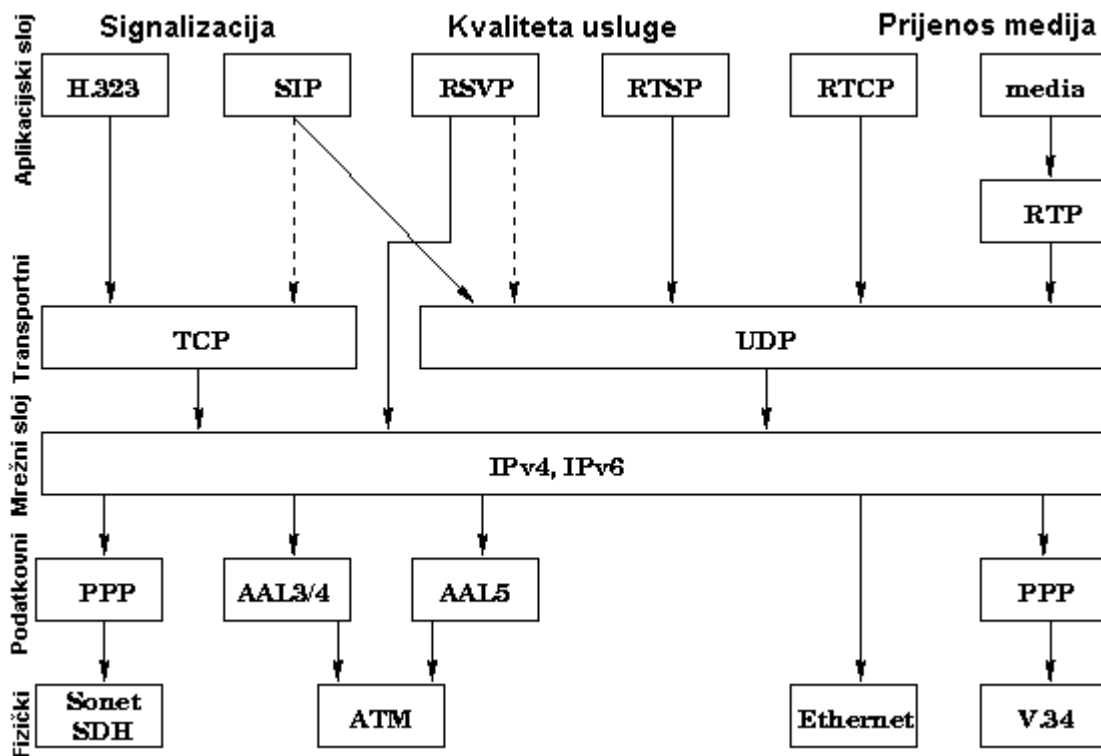 Signalizacija
Kvaliteta usluge
Prijenos medija
Aplikacijski sloj
H.323
SIP
RSVP
RTSP
RTCP
media
RTP
Transportni
TCP
UDP
Mrežni sloj
IPv4, IPv6
Podatkovni
PPP
AAL3/4
AAL5
PPP
Fizički
Sonet
SDH
ATM
Ethernet
V.34